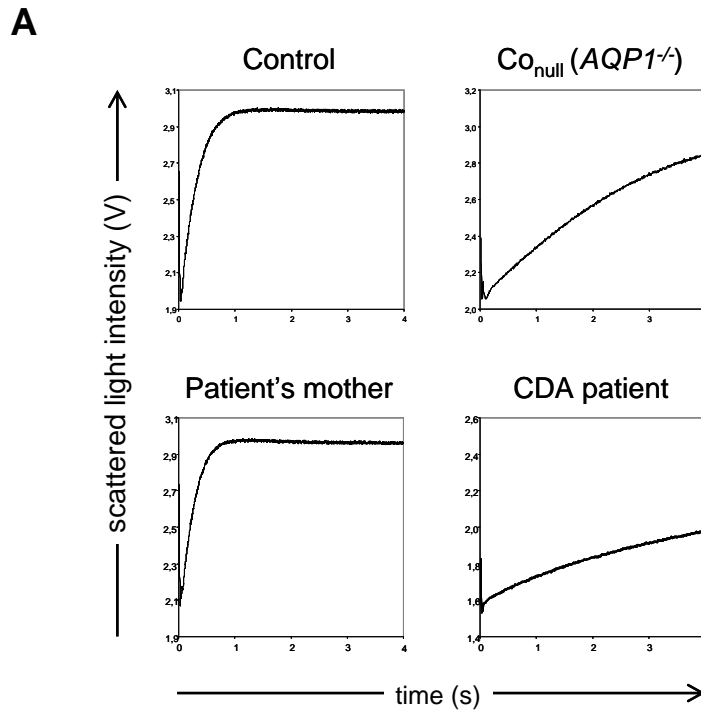 A
Control
3,1
2,9
2,7
2,5
2,3
2,1
1,9
0 1 2 3 4
Co_null (AQP1^-/-)
3,2
3,0
2,8
2,6
2,4
2,2
2,0
0 1 2 3
scattered light intensity (V)
Patient's mother
3,1
2,9
2,7
2,5
2,3
2,1
1,9
0 1 2 3 4
CDA patient
2,6
2,4
2,2
2,0
1,8
1,6
1,4
0 1 2 3
time (s)